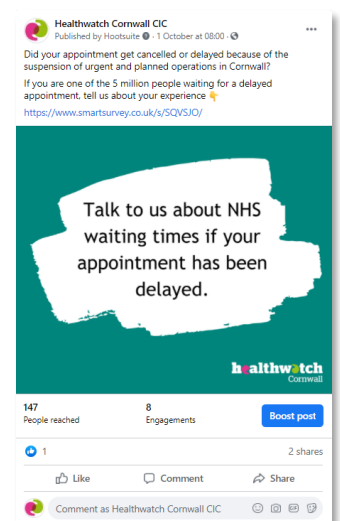 Healthwatch Cornwall CIC
Published by Hootsuite · 1 October at 08:00 ·
Did your appointment get cancelled or delayed because of the
suspension of urgent and planned operations in Cornwall?
If you are one of the 5 million people waiting for a delayed
appointment, tell us about your experience 👇
https://www.smartsurvey.co.uk/s/SQVSJO/
Talk to us about NHS
waiting times if your
appointment has been
delayed.
healthwatch
Cornwall
147
People reached
8
Engagements
Boost post
1
2 shares
Like
Comment
Share
Comment as Healthwatch Cornwall CIC